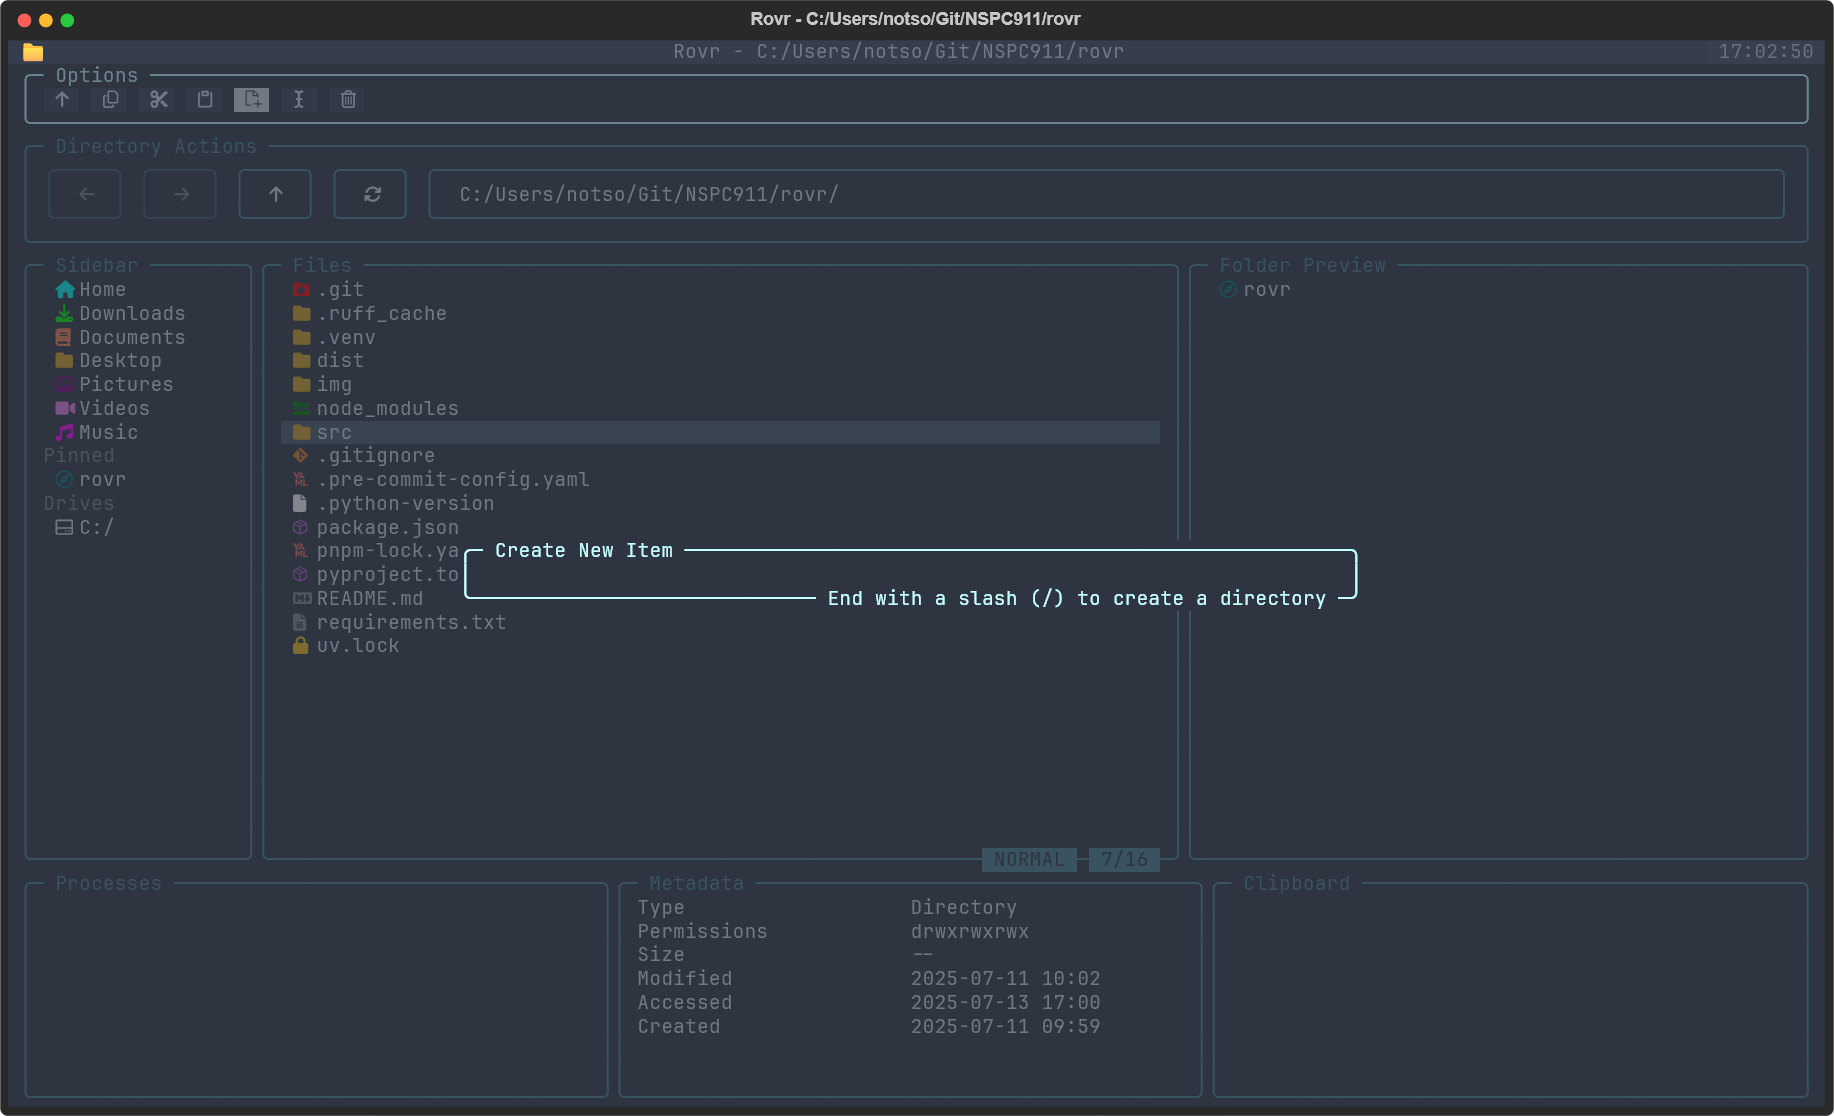 Rovr - C:/Users/notso/Git/NSPC911/rovr
Rovr - C:/Users/notso/Git/NSPC911/rovr 17:02:50
Options
Directory Actions
C:/Users/notso/Git/NSPC911/rovr/
Sidebar
Home
Downloads
Documents
Desktop
Pictures
Videos
Music
Pinned
rovr
Drives
C:/
Files
.git
.ruff_cache
.venv
dist
img
node_modules
src
.gitignore
.pre-commit-config.yaml
.python-version
package.json
pnpm-lock.ya
pyproject.to
README.md
requirements.txt
uv.lock
NORMAL 7/16
Folder Preview
rovr
Create New Item
End with a slash (/) to create a directory
Processes
Metadata
Type Directory
Permissions drwxrwxrwx
Size --
Modified 2025-07-11 10:02
Accessed 2025-07-13 17:00
Created 2025-07-11 09:59
Clipboard